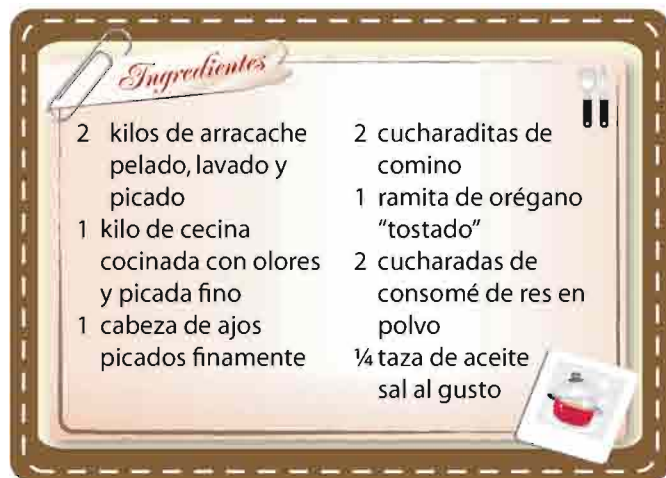 Ingredientes
2 kilos de arracache
pelado, lavado y
picado
1 kilo de cecina
cocinada con olores
y picada fino
1 cabeza de ajos
picados finamente
2 cucharaditas de
comino
1 ramita de orégano
“tostado”
2 cucharadas de
consomé de res en
polvo
¼ taza de aceite
sal al gusto